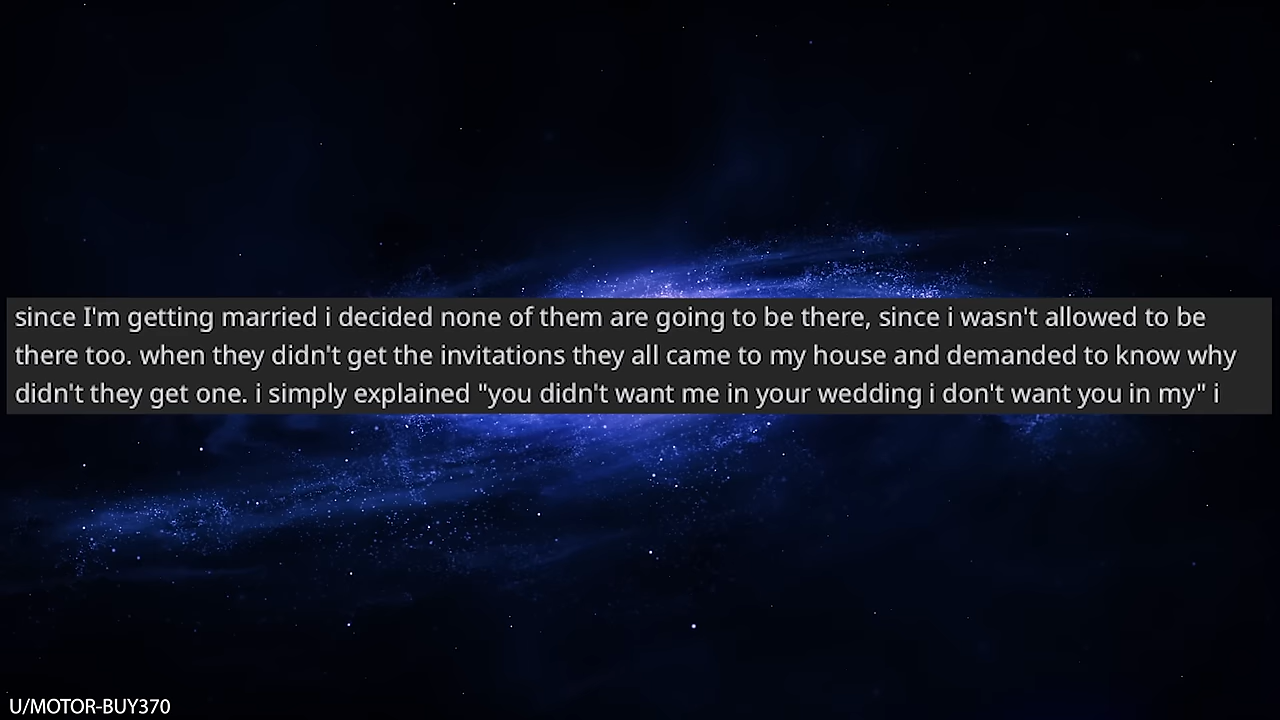 since I'm getting married i decided none of them are going to be there, since i wasn't allowed to be
there too. when they didn't get the invitations they all came to my house and demanded to know why
didn't they get one. i simply explained "you didn't want me in your wedding i don't want you in my" i
U/MOTOR-BUY370